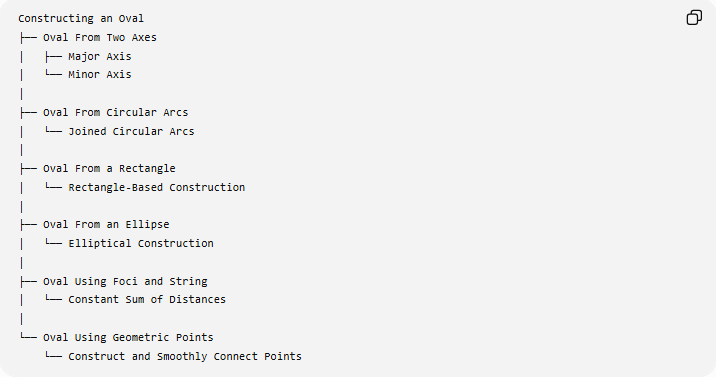 Constructing an Oval
├── Oval From Two Axes
│   ├── Major Axis
│   └── Minor Axis
│
├── Oval From Circular Arcs
│   └── Joined Circular Arcs
│
├── Oval From a Rectangle
│   └── Rectangle-Based Construction
│
├── Oval From an Ellipse
│   └── Elliptical Construction
│
├── Oval Using Foci and String
│   └── Constant Sum of Distances
│
└── Oval Using Geometric Points
    └── Construct and Smoothly Connect Points